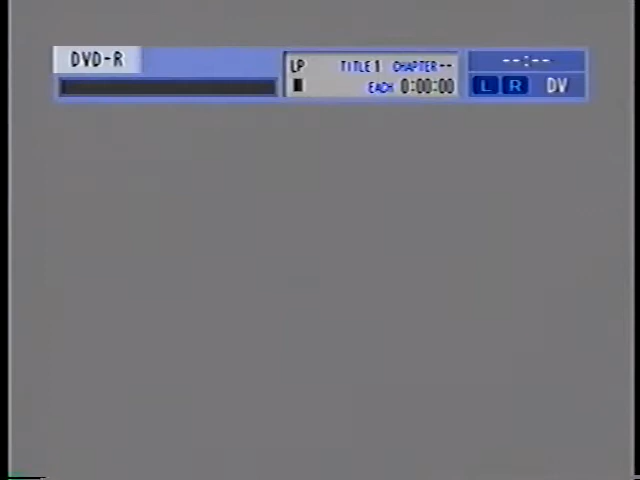 DVD-R
LP TITLE 1 CHAPTER --
EACH 0:00:00
--:--
L R DV